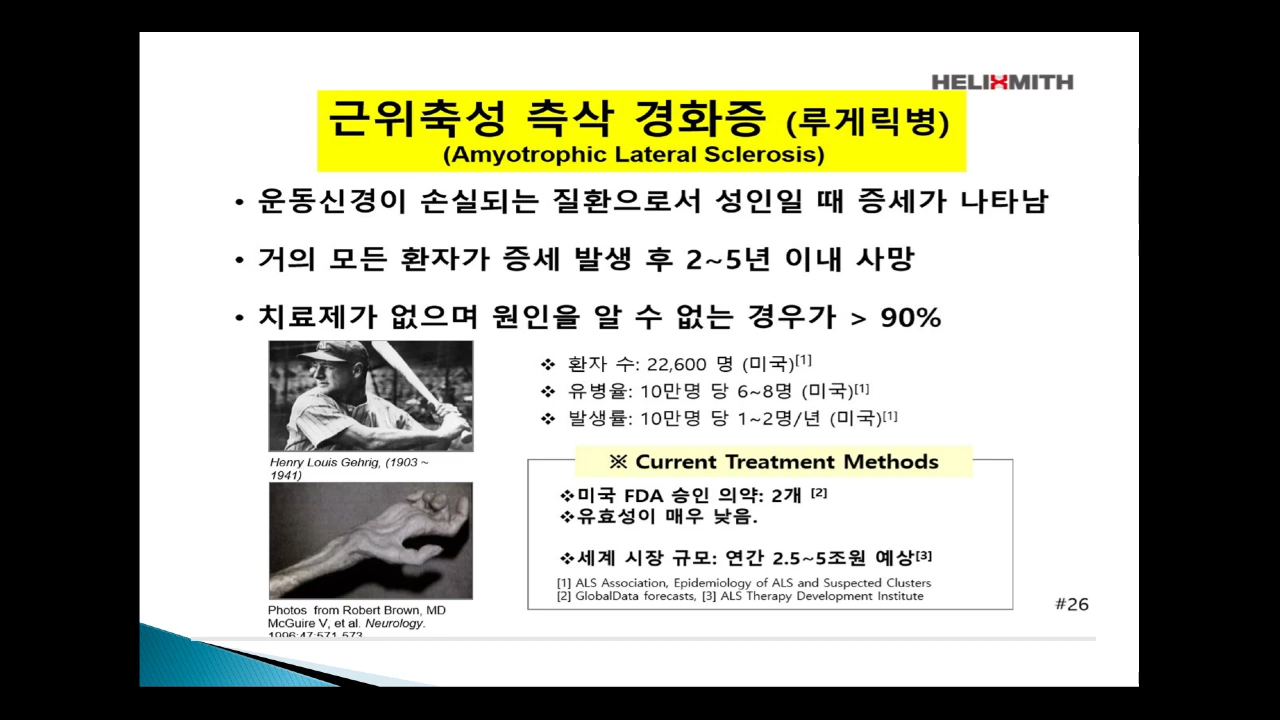 HELIXMITH
근위축성 측삭 경화증 (루게릭병)
(Amyotrophic Lateral Sclerosis)
• 운동신경이 손실되는 질환으로서 성인일 때 증세가 나타남
• 거의 모든 환자가 증세 발생 후 2~5년 이내 사망
• 치료제가 없으며 원인을 알 수 없는 경우가 > 90%
❖ 환자 수: 22,600 명 (미국)[1]
❖ 유병율: 10만명 당 6~8명 (미국)[1]
❖ 발생률: 10만명 당 1~2명/년 (미국)[1]
Henry Louis Gehrig, (1903 ~
1941)
※ Current Treatment Methods
❖미국 FDA 승인 의약: 2개 [2]
❖유효성이 매우 낮음.
❖세계 시장 규모: 연간 2.5~5조원 예상[3]
[1] ALS Association, Epidemiology of ALS and Suspected Clusters
[2] GlobalData forecasts, [3] ALS Therapy Development Institute
Photos from Robert Brown, MD
McGuire V, et al. Neurology.
1996;47:571-573
#26